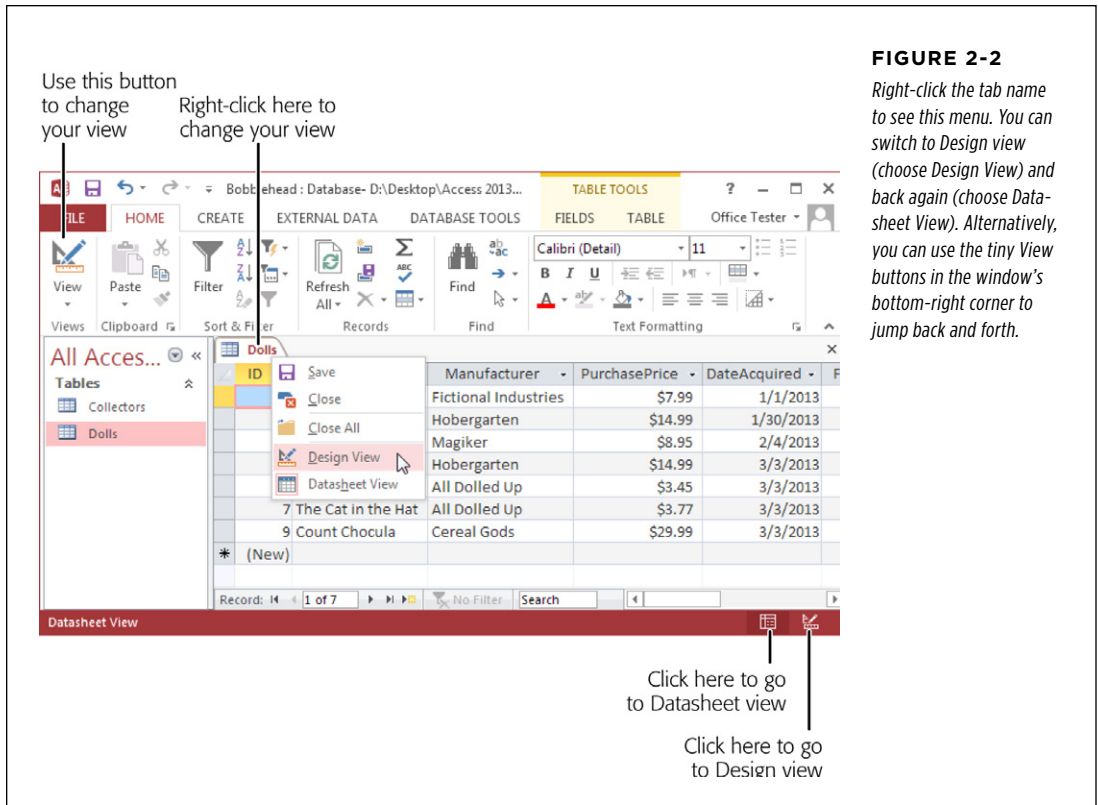 Use this button
to change
your view
Right-click here to
change your view
FIGURE 2-2
Right-click the tab name
to see this menu. You can
switch to Design view
(choose Design View) and
back again (choose Data-
sheet View). Alternatively,
you can use the tiny View
buttons in the window's
bottom-right corner to
jump back and forth.
Database- D:\Desktop\Access 2013...
TABLE TOOLS
?
HOME CREATE EXTERNAL DATA DATABASE TOOLS FIELDS TABLE Office Tester
View Paste Filter Refresh All Find
Calibri (Detail) 11
B I U
Views Clipboard Sort & Records Find Text Formatting
All Acces... «
Tables
Collectors
Dolls
Dolls
ID Manufacturer PurchasePrice DateAcquired F
Save
Close
Close All
Design View
Datasheet View
Fictional Industries $7.99 1/1/2013
Hobergarten $14.99 1/30/2013
Magiker $8.95 2/4/2013
Hobergarten $14.99 3/3/2013
All Dolled Up $3.45 3/3/2013
7 The Cat in the Hat All Dolled Up $3.77 3/3/2013
9 Count Chocula Cereal Gods $29.99 3/3/2013
(New)
Record: 1 of 7 No Filter Search
Datasheet View
Click here to go
to Datasheet view
Click here to go
to Design view